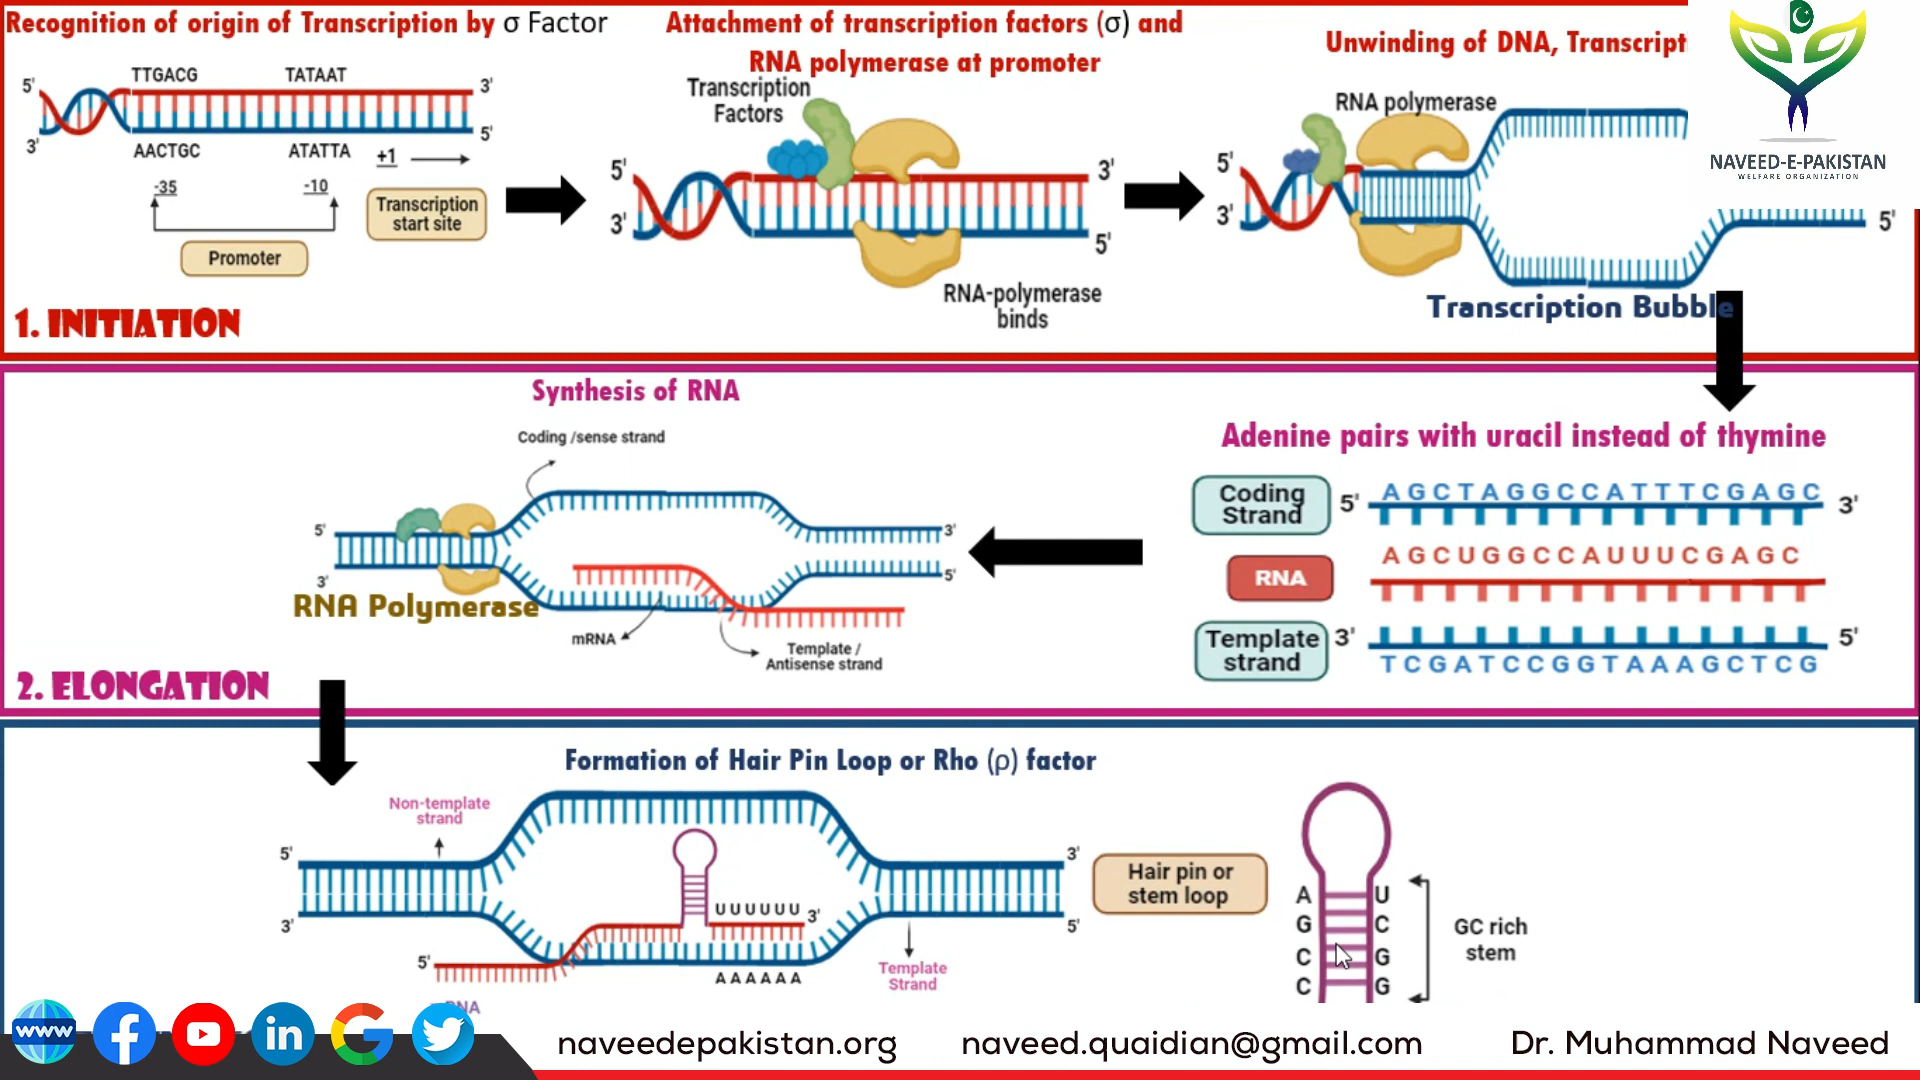 Recognition of origin of Transcription by σ Factor
TTGACG
TATAAT
5'
3'
3'
5'
AACTGC
ATATTA
+1
-35
-10
Transcription
start site
Promoter
Attachment of transcription factors (σ) and
RNA polymerase at promoter
Transcription
Factors
5'
3'
3'
5'
RNA-polymerase
binds
Unwinding of DNA, Transcript
RNA polymerase
5'
3'
5'
Transcription Bubble
NAVEED-E-PAKISTAN
WELFARE ORGANIZATION
1. INITIATION
Synthesis of RNA
Coding /sense strand
5'
3'
3'
5'
RNA Polymerase
mRNA
Template /
Antisense strand
Adenine pairs with uracil instead of thymine
Coding
Strand
5'
AGCTAGGCCATTTCGAGC
3'
AGCUGGCCAUUUCGAGC
RNA
Template
strand
3'
5'
TCGATCCGGTAAAGCTCG
2. ELONGATION
Formation of Hair Pin Loop or Rho (ρ) factor
Non-template
strand
5'
3'
3'
5'
UUUUUU
3'
5'
AAAAAA
Template
Strand
Hair pin or
stem loop
A U
G C
C G
C G
GC rich
stem
www
naveedepakistan.org
naveed.quaidian@gmail.com
Dr. Muhammad Naveed